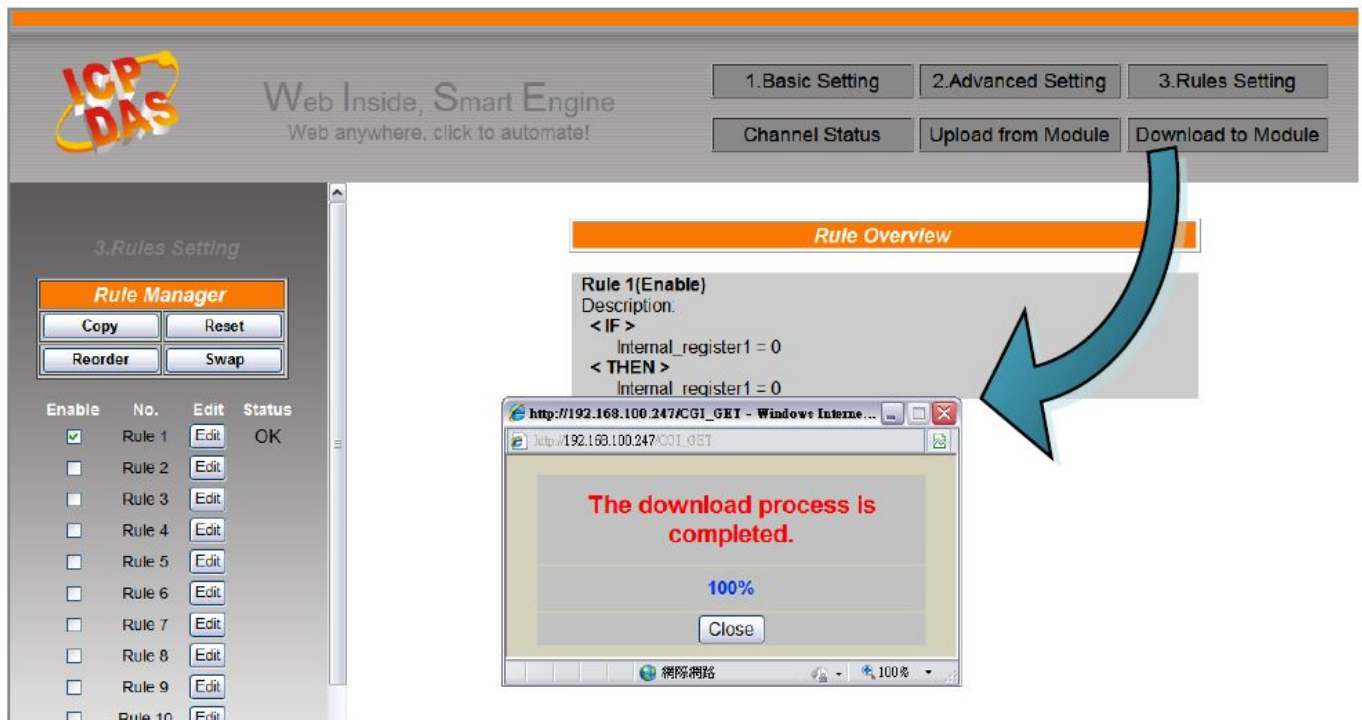 ICP
DAS
Web Inside, Smart Engine
Web anywhere, click to automate!
1.Basic Setting
2.Advanced Setting
3.Rules Setting
Channel Status
Upload from Module
Download to Module
3.Rules Setting
Rule Manager
Copy
Reset
Reorder
Swap
Enable No. Edit Status
Rule 1 Edit OK
Rule 2 Edit
Rule 3 Edit
Rule 4 Edit
Rule 5 Edit
Rule 6 Edit
Rule 7 Edit
Rule 8 Edit
Rule 9 Edit
Rule 10 Edit
Rule Overview
Rule 1(Enable)
Description:
< IF >
Internal_register1 = 0
< THEN >
Internal_register1 = 0
http://192.168.100.247/CGI_GET - Windows Interne...
http://192.168.100.247/CGI_GET
The download process is
completed.
100%
Close
網際網路
100%